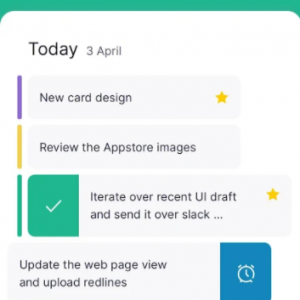 Today 3 April
New card design
Review the Appstore images
Iterate over recent UI draft
and send it over slack ...
Update the web page view
and upload redlines